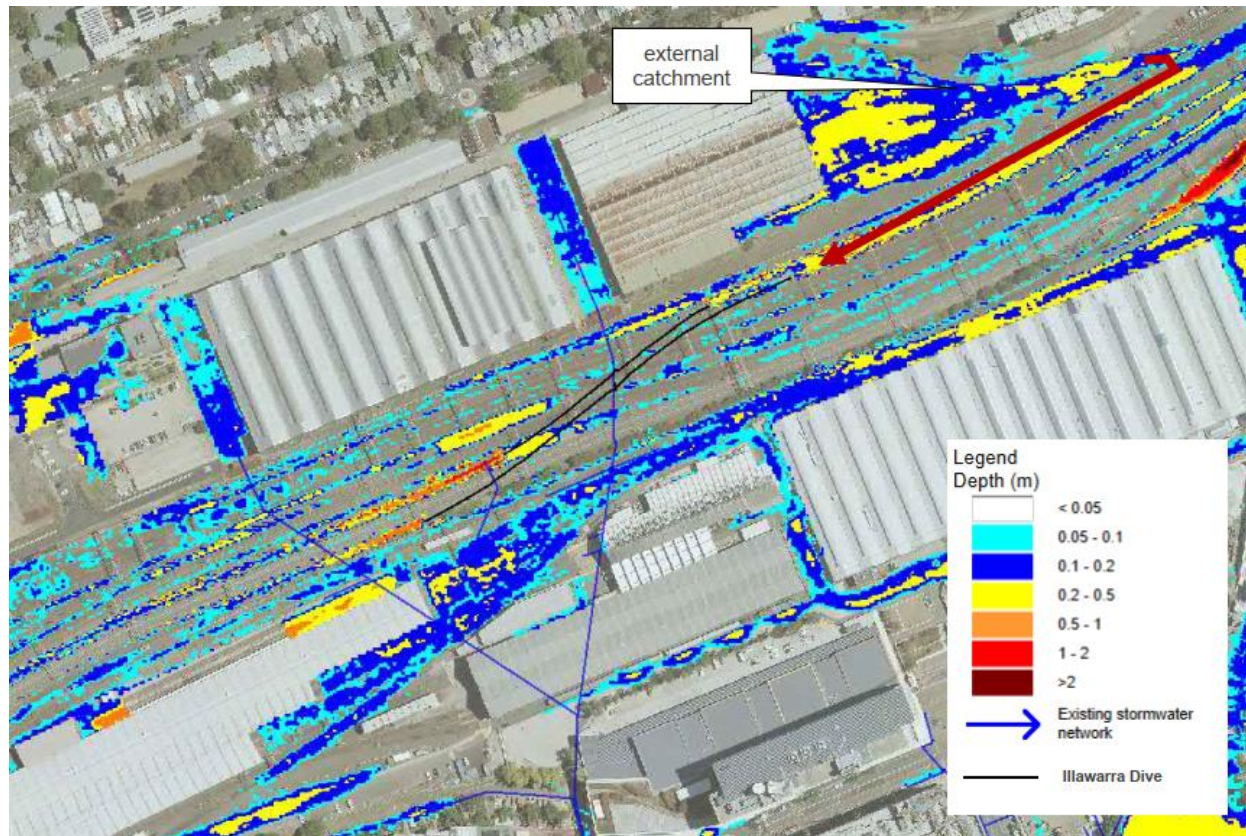 external
catchment
Legend
Depth (m)
< 0.05
0.05 - 0.1
0.1 - 0.2
0.2 - 0.5
0.5 - 1
1 - 2
>2
Existing stormwater
network
Illawarra Dive